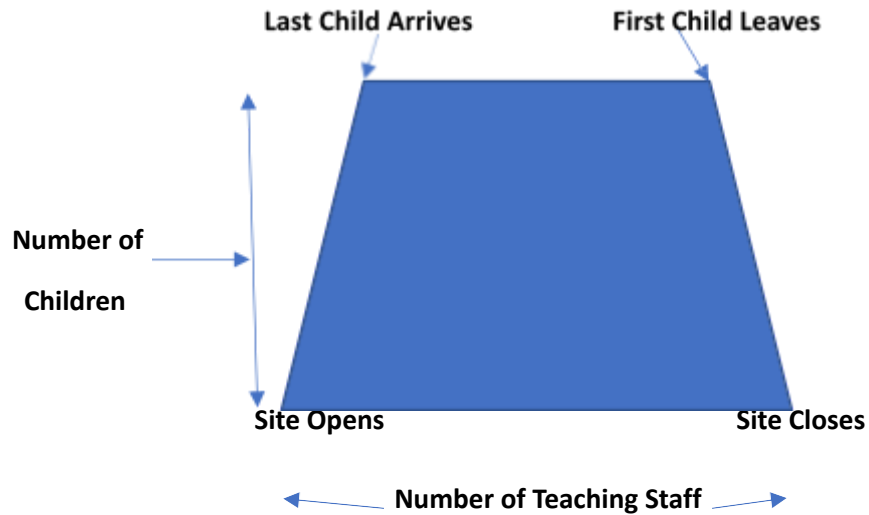 Last Child Arrives
First Child Leaves
Number of
Children
Site Opens
Site Closes
Number of Teaching Staff